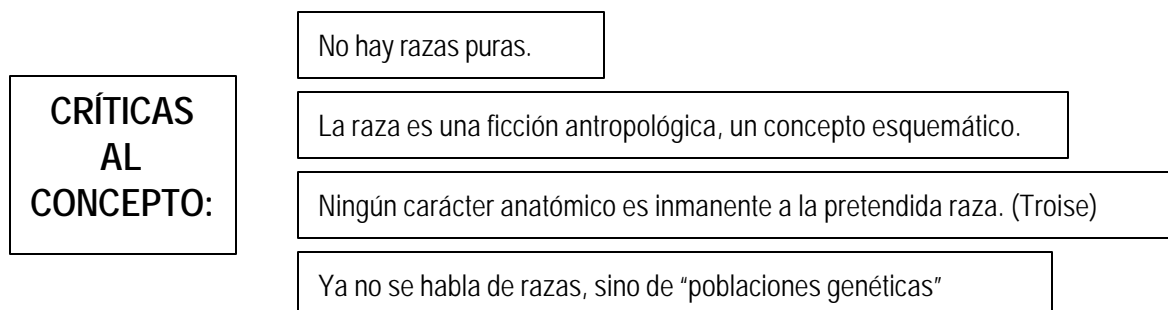 CRÍTICAS
AL
CONCEPTO:
No hay razas puras.
La raza es una ficción antropológica, un concepto esquemático.
Ningún carácter anatómico es inmanente a la pretendida raza. (Troise)
Ya no se habla de razas, sino de “poblaciones genéticas”